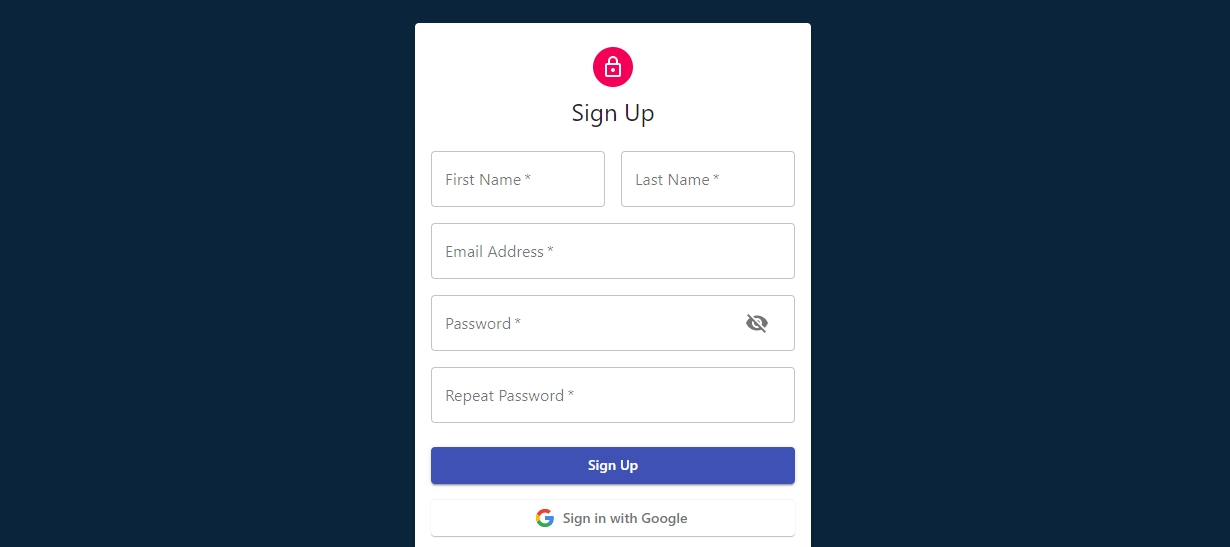 Sign Up
First Name *
Last Name *
Email Address *
Password *
Repeat Password *
Sign Up
Sign in with Google